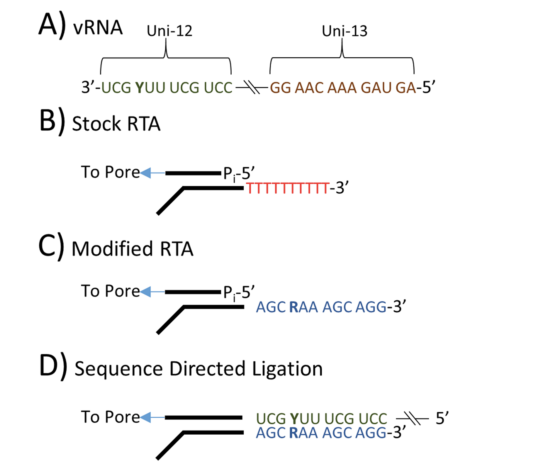 A) vRNA
Uni-12 Uni-13
3’-UCG YUU UCG UCC GG AAC AAA GAU GA-5’
B) Stock RTA
To Pore Pi-5’
TTTTTTTTTT-3’
C) Modified RTA
To Pore Pi-5’
AGC RAA AGC AGG-3’
D) Sequence Directed Ligation
To Pore UCG YUU UCG UCC 5’
AGC RAA AGC AGG-3’